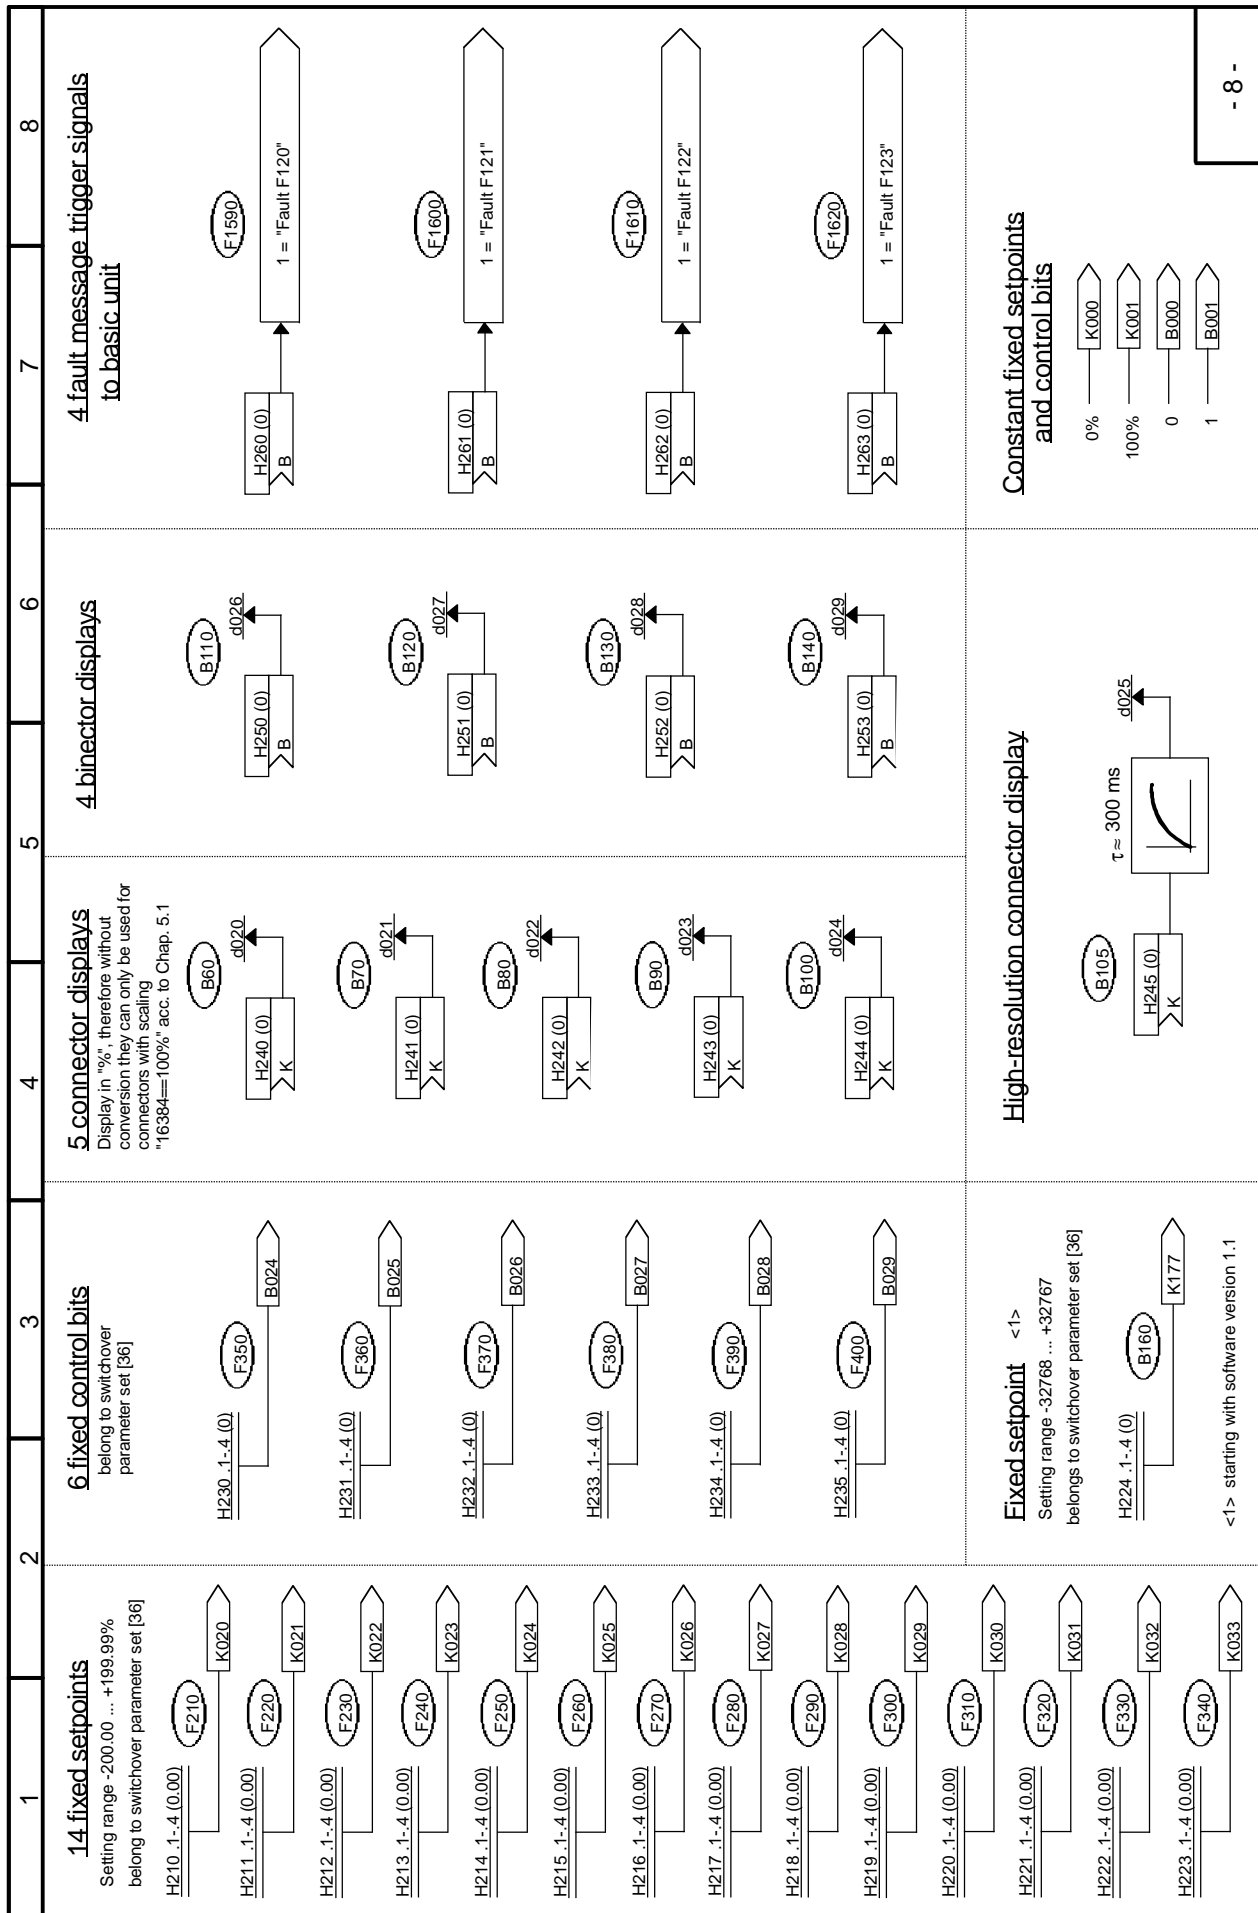 1
2
3
4
5
6
7
8
14 fixed setpoints
Setting range -200.00 ... +199.99%
belong to switchover parameter set [36]
H210 .1-.4 (0.00)
F210
K020
H211 .1-.4 (0.00)
F220
K021
H212 .1-.4 (0.00)
F230
K022
H213 .1-.4 (0.00)
F240
K023
H214 .1-.4 (0.00)
F250
K024
H215 .1-.4 (0.00)
F260
K025
H216 .1-.4 (0.00)
F270
K026
H217 .1-.4 (0.00)
F280
K027
H218 .1-.4 (0.00)
F290
K028
H219 .1-.4 (0.00)
F300
K029
H220 .1-.4 (0.00)
F310
K030
H221 .1-.4 (0.00)
F320
K031
H222 .1-.4 (0.00)
F330
K032
H223 .1-.4 (0.00)
F340
K033
6 fixed control bits
belong to switchover
parameter set [36]
H230 .1-.4 (0)
F350
B024
H231 .1-.4 (0)
F360
B025
H232 .1-.4 (0)
F370
B026
H233 .1-.4 (0)
F380
B027
H234 .1-.4 (0)
F390
B028
H235 .1-.4 (0)
F400
B029
Fixed setpoint <1>
Setting range -32768 ... +32767
belongs to switchover parameter set [36]
H224 .1-.4 (0)
B160
K177
<1> starting with software version 1.1
5 connector displays
Display in "%", therefore without
conversion they can only be used for
connectors with scaling
"16384==100%" acc. to Chap. 5.1
H240 (0)
K
B60
d020
H241 (0)
K
B70
d021
H242 (0)
K
B80
d022
H243 (0)
K
B90
d023
H244 (0)
K
B100
d024
4 binector displays
H250 (0)
B
B110
d026
H251 (0)
B
B120
d027
H252 (0)
B
B130
d028
H253 (0)
B
B140
d029
High-resolution connector display
H245 (0)
K
B105
τ ≈ 300 ms
d025
4 fault message trigger signals
to basic unit
H260 (0)
B
F1590
1 = "Fault F120"
H261 (0)
B
F1600
1 = "Fault F121"
H262 (0)
B
F1610
1 = "Fault F122"
H263 (0)
B
F1620
1 = "Fault F123"
Constant fixed setpoints
and control bits
0%
K000
100%
K001
0
B000
1
B001
- 8 -